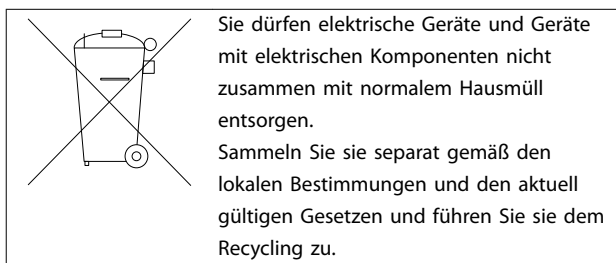 Sie dürfen elektrische Geräte und Geräte
mit elektrischen Komponenten nicht
zusammen mit normalem Hausmüll
entsorgen.
Sammeln Sie sie separat gemäß den
lokalen Bestimmungen und den aktuell
gültigen Gesetzen und führen Sie sie dem
Recycling zu.